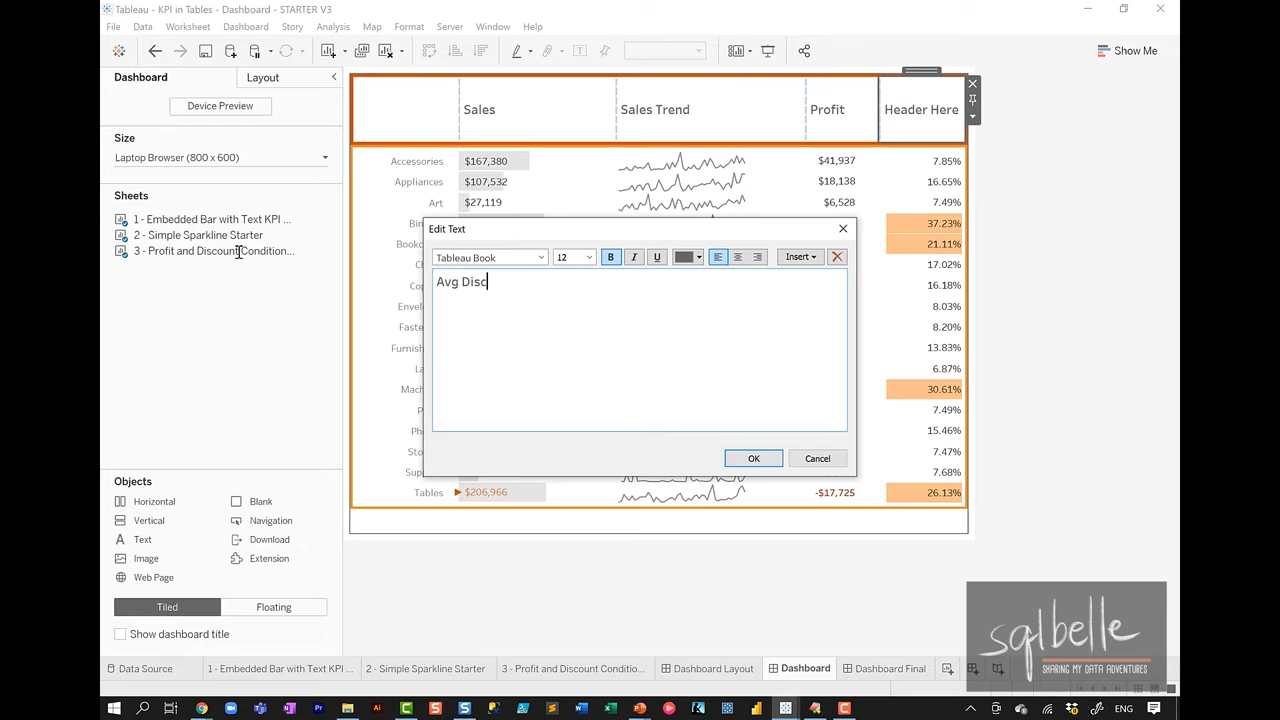 Tableau - KPI in Tables - Dashboard - STARTER V3
File Data Worksheet Dashboard Story Analysis Map Format Server Window Help
Show Me
Dashboard Layout
Device Preview
Size
Laptop Browser (800 x 600)
Sheets
1 - Embedded Bar with Text KPI ...
2 - Simple Sparkline Starter
3 - Profit and Discount Condition...
Objects
Horizontal Blank
Vertical Navigation
Text Download
Image Extension
Web Page
Tiled Floating
Show dashboard title
Sales Sales Trend Profit Header Here
Accessories $167,380 $41,937 7.85%
Appliances $107,532 $18,138 16.65%
Art $27,119 $6,528 7.49%
37.23%
21.11%
17.02%
16.18%
8.03%
8.20%
13.83%
6.87%
30.61%
7.49%
15.46%
7.47%
7.68%
Tables $206,966 -$17,725 26.13%
Edit Text
Tableau Book 12 B I U Insert
Avg Disc
OK Cancel
sqlbelle
SHARING MY DATA ADVENTURES
Data Source 1 - Embedded Bar with Text KPI ... 2 - Simple Sparkline Starter 3 - Profit and Discount Conditio... Dashboard Layout Dashboard Dashboard Final
ENG